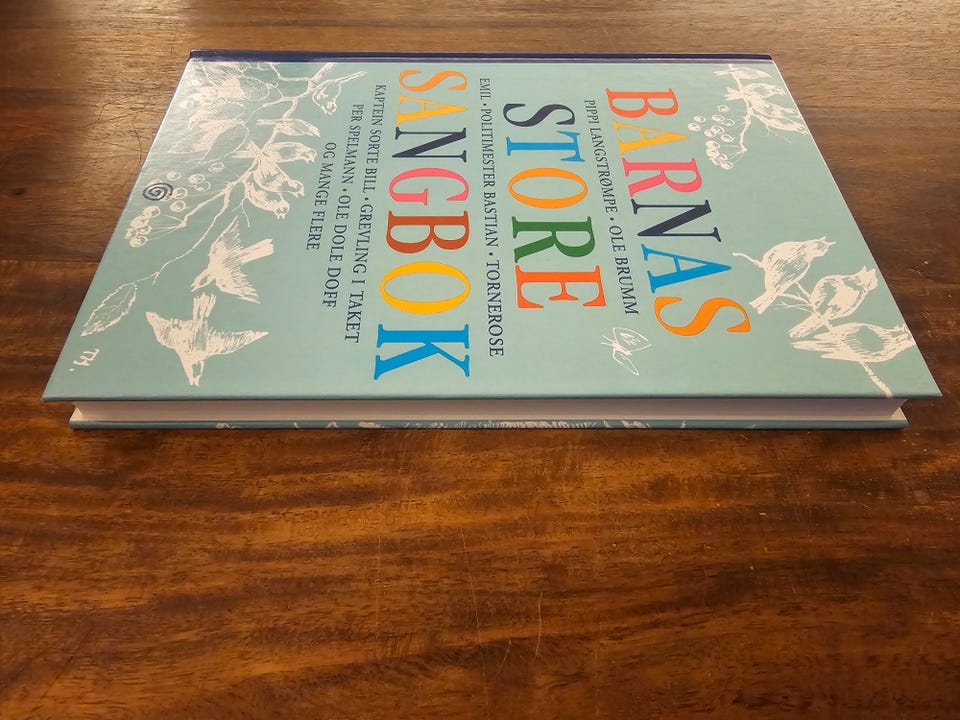 BARNAS
PIPPI LANGSTRØMPE • OLE BRUMM
STORE
EMIL • POLITIMESTER BASTIAN • TORNEROSE
SANGBOK
KAPTEIN SORTE BILL • GREVLING I TAKET
PER SPELMANN • OLE DOLE DOFF
OG MANGE FLERE
TK.